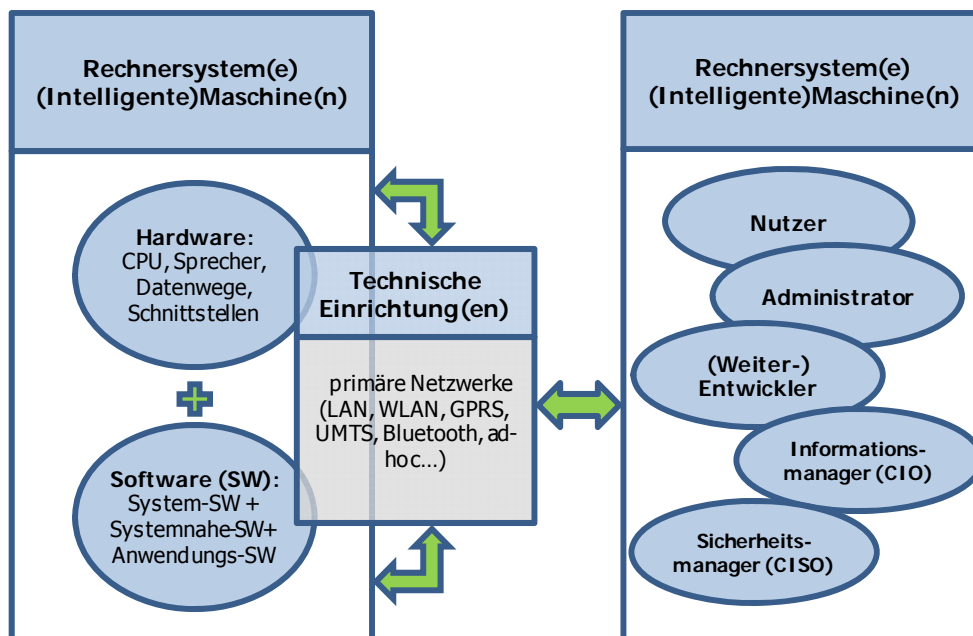 Rechnersystem(e)
(Intelligente)Maschine(n)
Hardware:
CPU, Sprecher,
Datenwege,
Schnittstellen
Software (SW):
System-SW +
Systemnahe-SW+
Anwendungs-SW
Technische
Einrichtung(en)
primäre Netzwerke
(LAN, WLAN, GPRS,
UMTS, Bluetooth, ad-
hoc...)
Rechnersystem(e)
(Intelligente)Maschine(n)
Nutzer
Administrator
(Weiter-)
Entwickler
Informations-
manager (CIO)
Sicherheits-
manager (CISO)